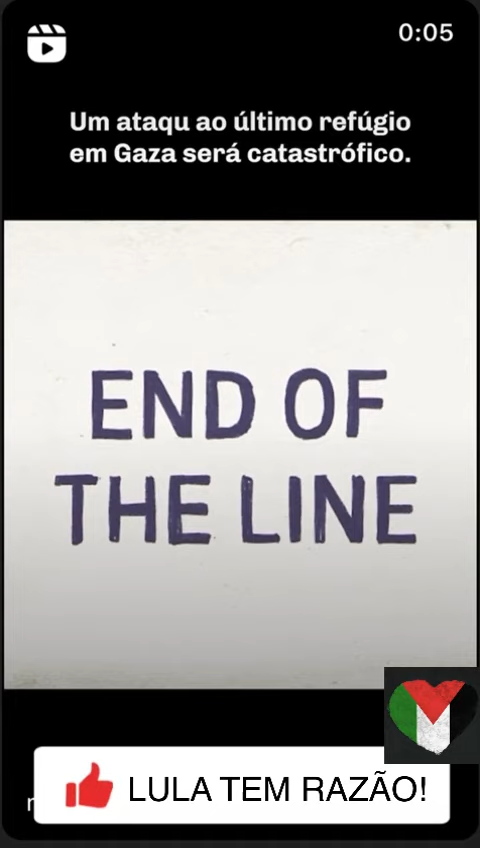 0:05
Um ataqu ao último refúgio
em Gaza será catastrófico.
END OF
THE LINE
LULA TEM RAZÃO!